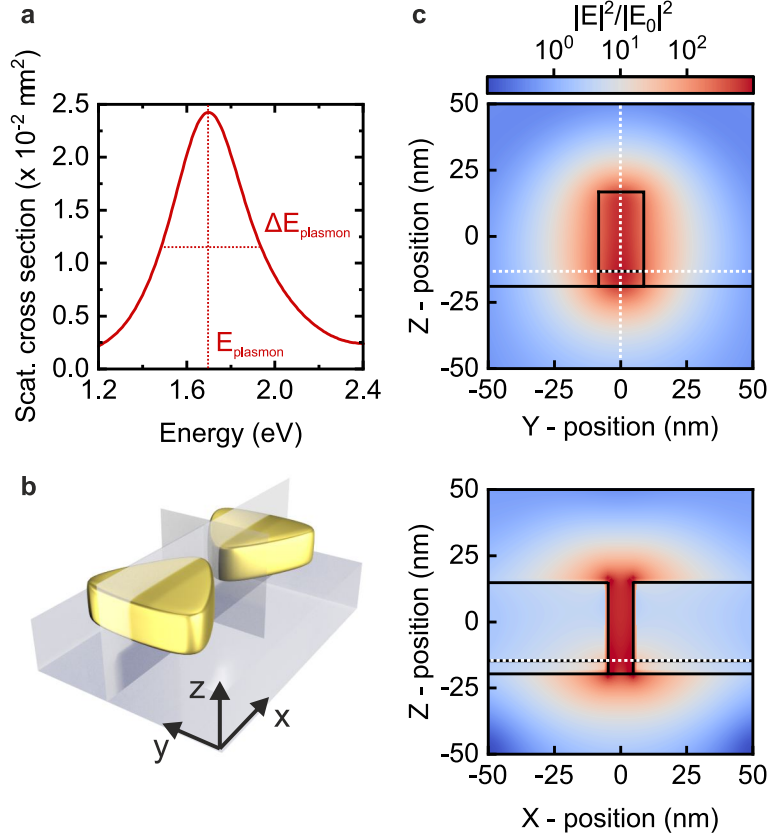 a
Scat. cross section (x 10⁻² mm²)
2.5
2.0
1.5
1.0
0.5
0.0
ΔE_plasmon
E_plasmon
1.2 1.6 2.0 2.4
Energy (eV)
b
z
x
y
c
|E|²/|E₀|²
10⁰ 10¹ 10²
Z - position (nm)
50
25
0
-25
-50
-50 -25 0 25 50
Y - position (nm)
Z - position (nm)
50
25
0
-25
-50
-50 -25 0 25 50
X - position (nm)